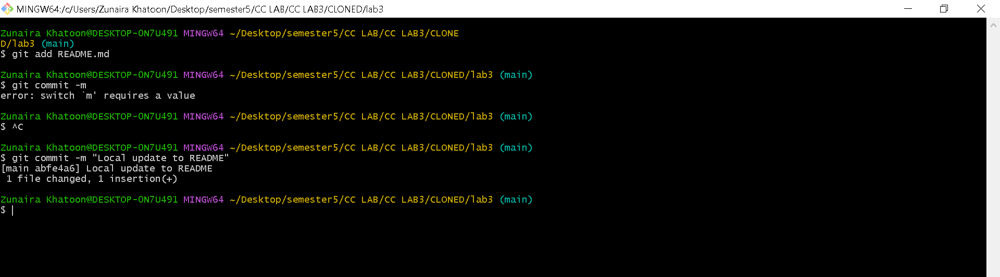 MINGW64:/c/Users/Zunaira Khatoon/Desktop/semester5/CC LAB/CC LAB3/CLONED/lab3
Zunaira Khatoon@DESKTOP-ON7U491 MINGW64 ~/Desktop/semester5/CC LAB/CC LAB3/CLONE
D/lab3 (main)
$ git add README.md
Zunaira Khatoon@DESKTOP-ON7U491 MINGW64 ~/Desktop/semester5/CC LAB/CC LAB3/CLONED/lab3 (main)
$ git commit -m
error: switch `m' requires a value
Zunaira Khatoon@DESKTOP-ON7U491 MINGW64 ~/Desktop/semester5/CC LAB/CC LAB3/CLONED/lab3 (main)
$ ^C
Zunaira Khatoon@DESKTOP-ON7U491 MINGW64 ~/Desktop/semester5/CC LAB/CC LAB3/CLONED/lab3 (main)
$ git commit -m "Local update to README"
[main abfe4a6] Local update to README
 1 file changed, 1 insertion(+)
Zunaira Khatoon@DESKTOP-ON7U491 MINGW64 ~/Desktop/semester5/CC LAB/CC LAB3/CLONED/lab3 (main)
$